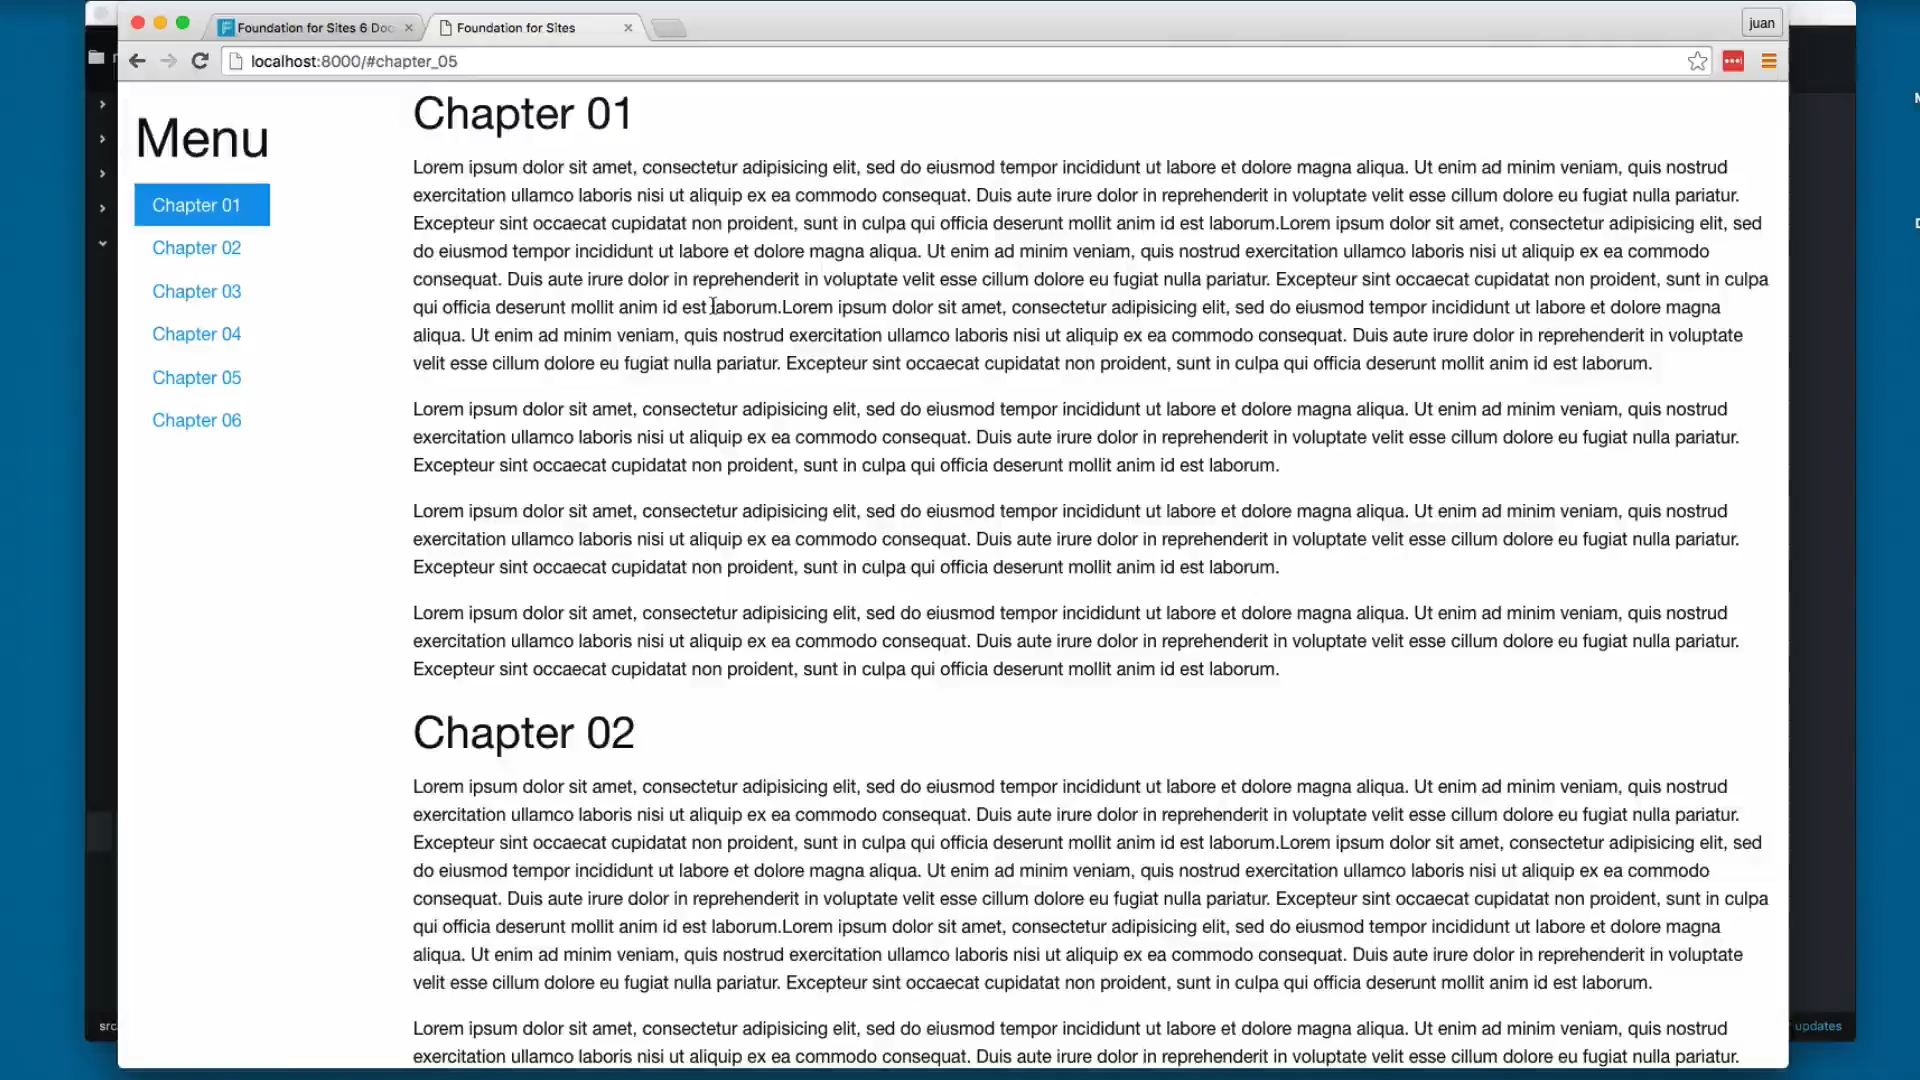 Foundation for Sites 6 Doc
Foundation for Sites
juan
localhost:8000/#chapter_05
Menu
Chapter 01
Chapter 02
Chapter 03
Chapter 04
Chapter 05
Chapter 06
Chapter 01
Lorem ipsum dolor sit amet, consectetur adipisicing elit, sed do eiusmod tempor incididunt ut labore et dolore magna aliqua. Ut enim ad minim veniam, quis nostrud
exercitation ullamco laboris nisi ut aliquip ex ea commodo consequat. Duis aute irure dolor in reprehenderit in voluptate velit esse cillum dolore eu fugiat nulla pariatur.
Excepteur sint occaecat cupidatat non proident, sunt in culpa qui officia deserunt mollit anim id est laborum.Lorem ipsum dolor sit amet, consectetur adipisicing elit, sed
do eiusmod tempor incididunt ut labore et dolore magna aliqua. Ut enim ad minim veniam, quis nostrud exercitation ullamco laboris nisi ut aliquip ex ea commodo
consequat. Duis aute irure dolor in reprehenderit in voluptate velit esse cillum dolore eu fugiat nulla pariatur. Excepteur sint occaecat cupidatat non proident, sunt in culpa
qui officia deserunt mollit anim id est laborum.Lorem ipsum dolor sit amet, consectetur adipisicing elit, sed do eiusmod tempor incididunt ut labore et dolore magna
aliqua. Ut enim ad minim veniam, quis nostrud exercitation ullamco laboris nisi ut aliquip ex ea commodo consequat. Duis aute irure dolor in reprehenderit in voluptate
velit esse cillum dolore eu fugiat nulla pariatur. Excepteur sint occaecat cupidatat non proident, sunt in culpa qui officia deserunt mollit anim id est laborum.
Lorem ipsum dolor sit amet, consectetur adipisicing elit, sed do eiusmod tempor incididunt ut labore et dolore magna aliqua. Ut enim ad minim veniam, quis nostrud
exercitation ullamco laboris nisi ut aliquip ex ea commodo consequat. Duis aute irure dolor in reprehenderit in voluptate velit esse cillum dolore eu fugiat nulla pariatur.
Excepteur sint occaecat cupidatat non proident, sunt in culpa qui officia deserunt mollit anim id est laborum.
Lorem ipsum dolor sit amet, consectetur adipisicing elit, sed do eiusmod tempor incididunt ut labore et dolore magna aliqua. Ut enim ad minim veniam, quis nostrud
exercitation ullamco laboris nisi ut aliquip ex ea commodo consequat. Duis aute irure dolor in reprehenderit in voluptate velit esse cillum dolore eu fugiat nulla pariatur.
Excepteur sint occaecat cupidatat non proident, sunt in culpa qui officia deserunt mollit anim id est laborum.
Lorem ipsum dolor sit amet, consectetur adipisicing elit, sed do eiusmod tempor incididunt ut labore et dolore magna aliqua. Ut enim ad minim veniam, quis nostrud
exercitation ullamco laboris nisi ut aliquip ex ea commodo consequat. Duis aute irure dolor in reprehenderit in voluptate velit esse cillum dolore eu fugiat nulla pariatur.
Excepteur sint occaecat cupidatat non proident, sunt in culpa qui officia deserunt mollit anim id est laborum.
Chapter 02
Lorem ipsum dolor sit amet, consectetur adipisicing elit, sed do eiusmod tempor incididunt ut labore et dolore magna aliqua. Ut enim ad minim veniam, quis nostrud
exercitation ullamco laboris nisi ut aliquip ex ea commodo consequat. Duis aute irure dolor in reprehenderit in voluptate velit esse cillum dolore eu fugiat nulla pariatur.
Excepteur sint occaecat cupidatat non proident, sunt in culpa qui officia deserunt mollit anim id est laborum.Lorem ipsum dolor sit amet, consectetur adipisicing elit, sed
do eiusmod tempor incididunt ut labore et dolore magna aliqua. Ut enim ad minim veniam, quis nostrud exercitation ullamco laboris nisi ut aliquip ex ea commodo
consequat. Duis aute irure dolor in reprehenderit in voluptate velit esse cillum dolore eu fugiat nulla pariatur. Excepteur sint occaecat cupidatat non proident, sunt in culpa
qui officia deserunt mollit anim id est laborum.Lorem ipsum dolor sit amet, consectetur adipisicing elit, sed do eiusmod tempor incididunt ut labore et dolore magna
aliqua. Ut enim ad minim veniam, quis nostrud exercitation ullamco laboris nisi ut aliquip ex ea commodo consequat. Duis aute irure dolor in reprehenderit in voluptate
velit esse cillum dolore eu fugiat nulla pariatur. Excepteur sint occaecat cupidatat non proident, sunt in culpa qui officia deserunt mollit anim id est laborum.
Lorem ipsum dolor sit amet, consectetur adipisicing elit, sed do eiusmod tempor incididunt ut labore et dolore magna aliqua. Ut enim ad minim veniam, quis nostrud
exercitation ullamco laboris nisi ut aliquip ex ea commodo consequat. Duis aute irure dolor in reprehenderit in voluptate velit esse cillum dolore eu fugiat nulla pariatur.
src
updates